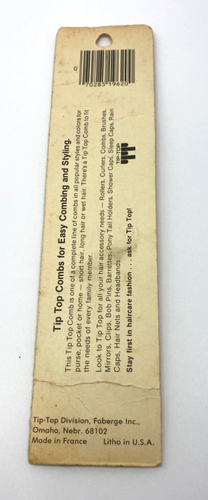 0 70283 19620
TIP-TOP
Tip Top Combs for Easy Combing and Styling.
This Tip Top Comb is one of a complete line of combs in all popular styles and colors for
purse, pocket or home — short hair, long hair or wet hair. There's a Tip Top Comb to fit
the needs of every family member.
Look to Tip Top for all your hair accessory needs — Rollers, Curlers, Combs, Brushes,
Mirrors, Clips, Bob Pins, Barrettes, Pony Tail Holders, Shower Caps, Sleep Caps, Rain
Caps, Hair Nets and Headbands.
Stay first in haircare fashion . . . ask for Tip Top!
Tip-Top Division, Faberge Inc.,
Omaho, Nebr. 68102
Made in France Litho in U.S.A.